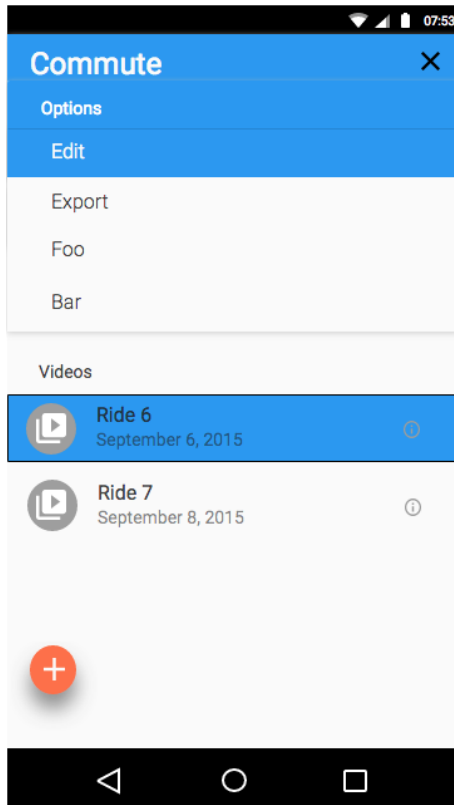 07:53
Commute
Options
Edit
Export
Foo
Bar
Videos
Ride 6
September 6, 2015
Ride 7
September 8, 2015